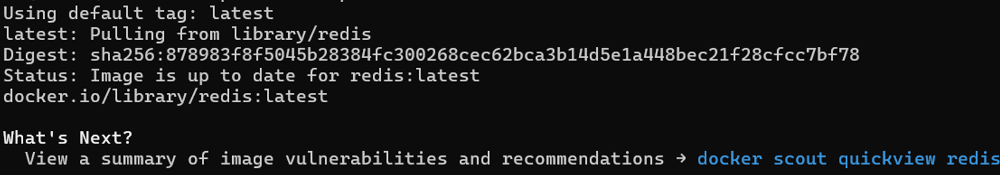 Using default tag: latest
latest: Pulling from library/redis
Digest: sha256:878983f8f5045b28384fc300268cec62bca3b14d5e1a448bec21f28cfcc7bf78
Status: Image is up to date for redis:latest
docker.io/library/redis:latest
What's Next?
View a summary of image vulnerabilities and recommendations → docker scout quickview redis